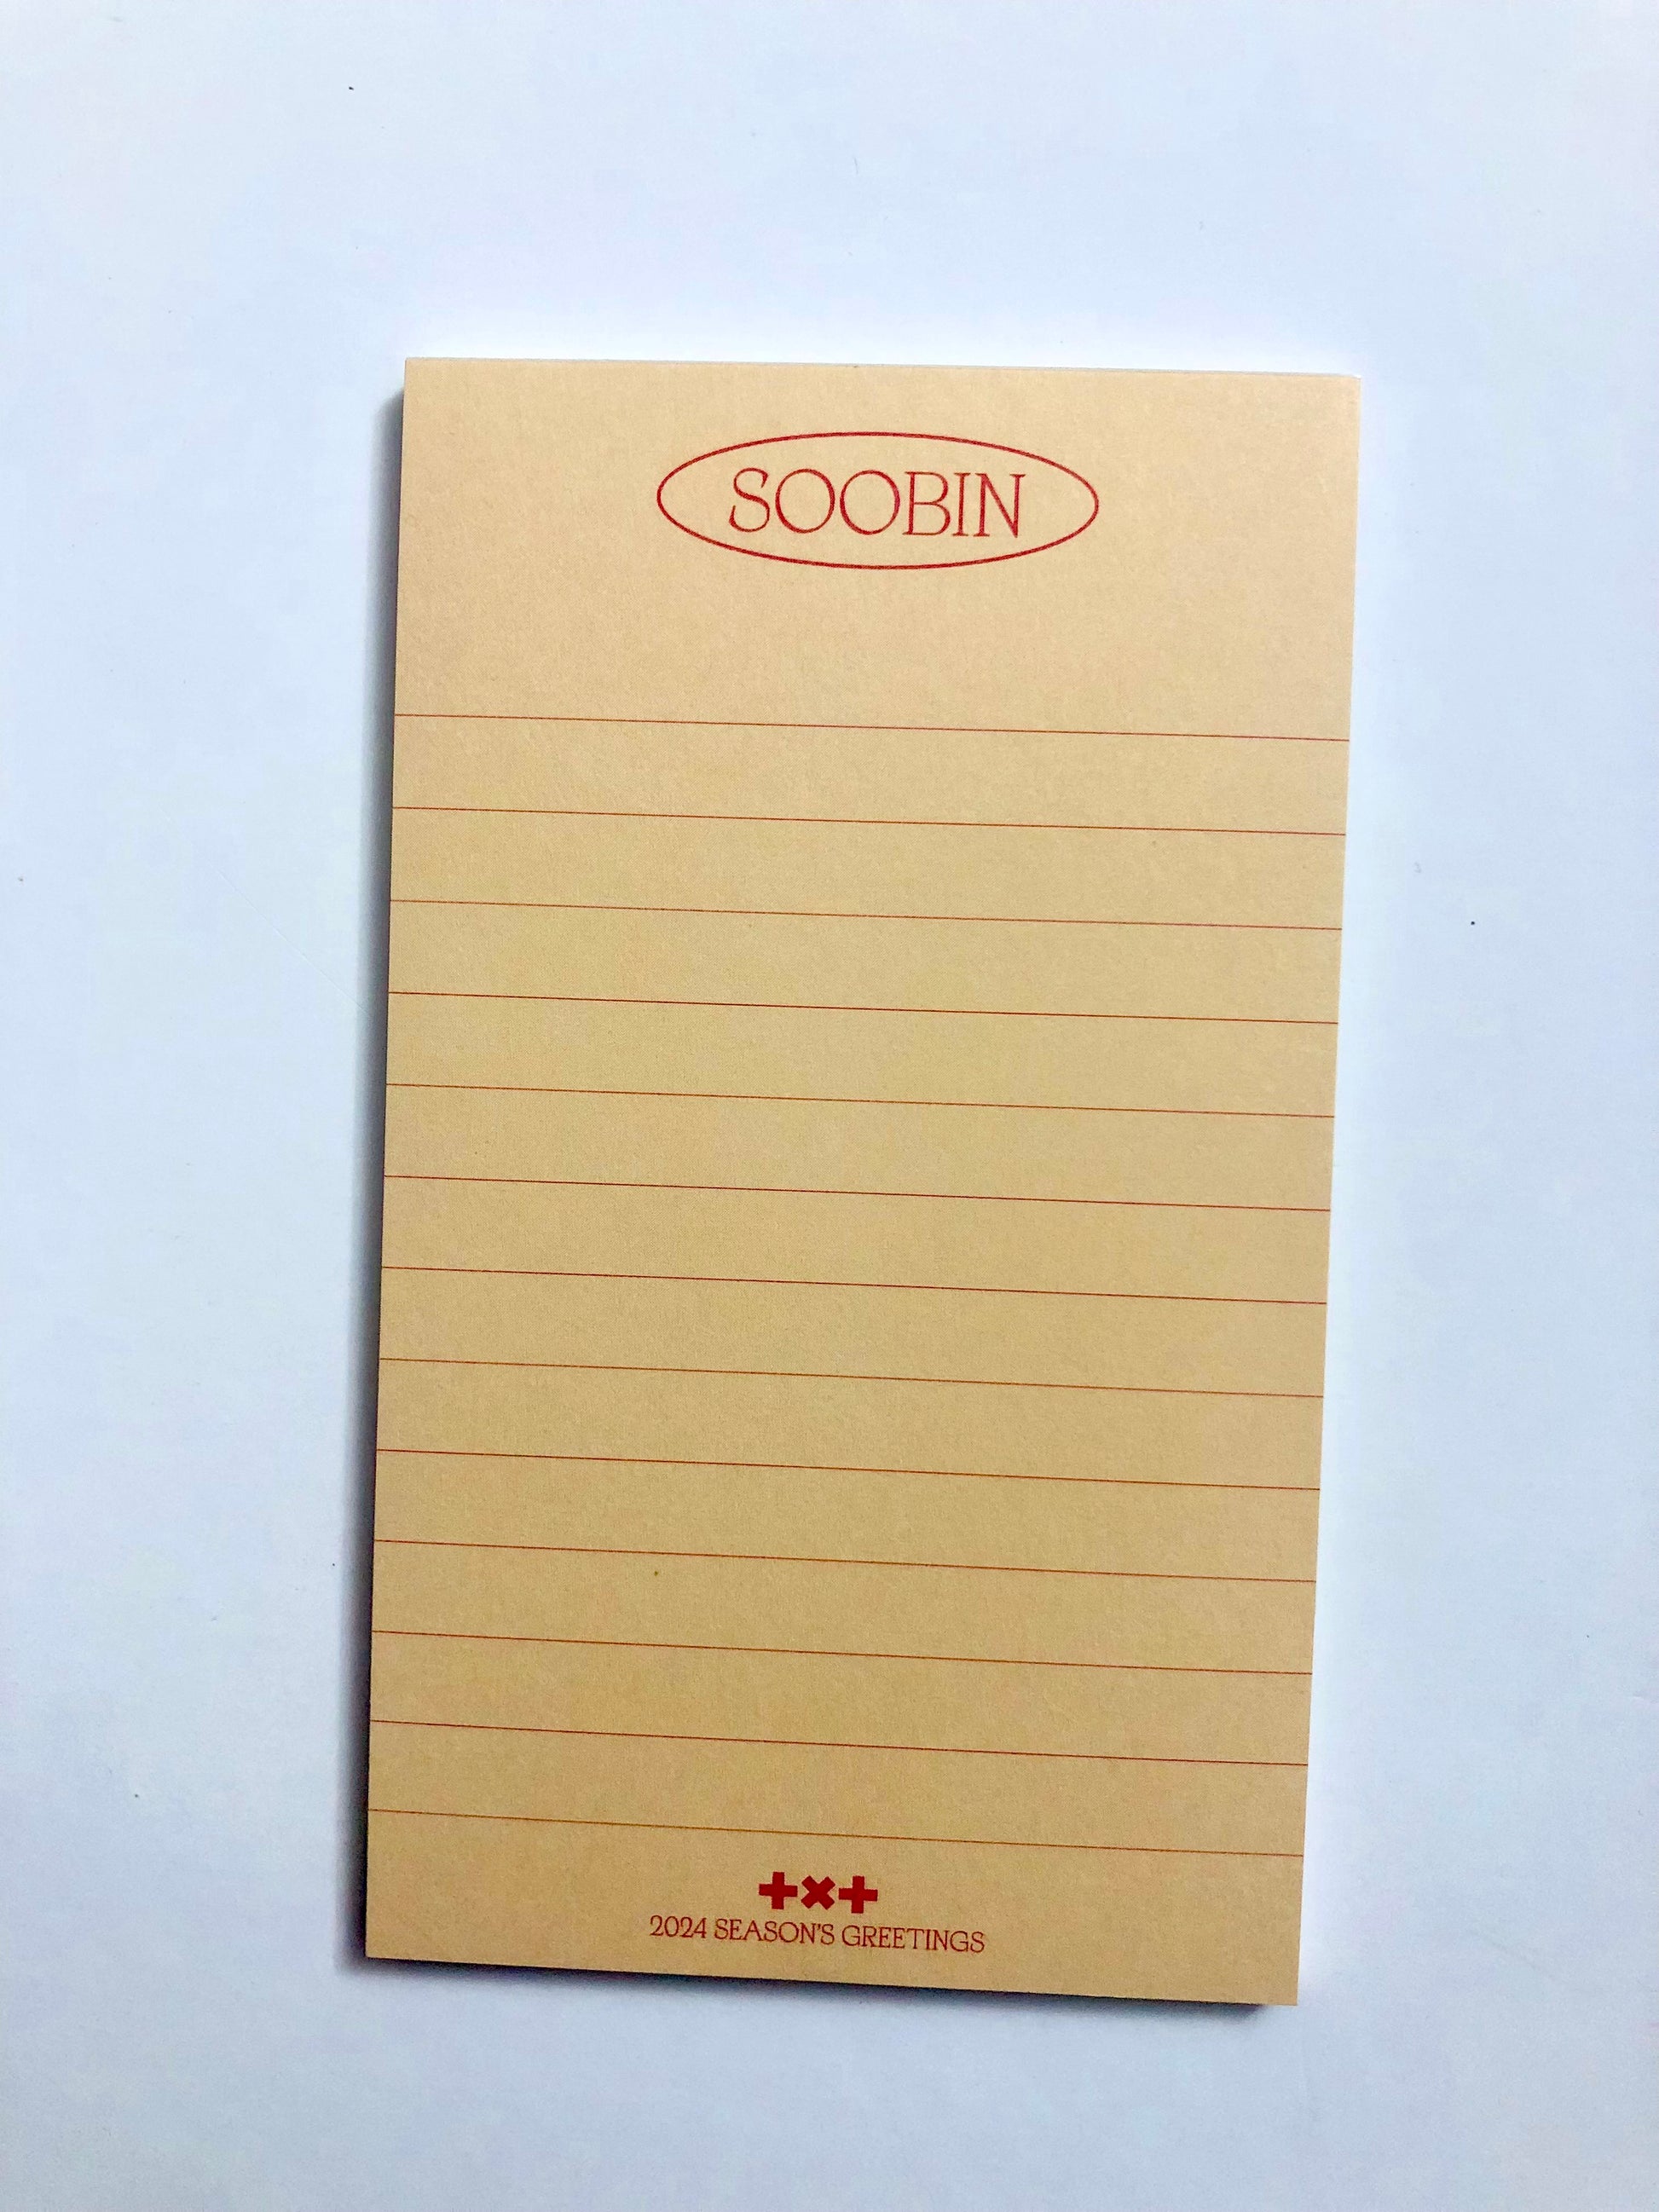 SOOBIN
+×+
2024 SEASON'S GREETINGS